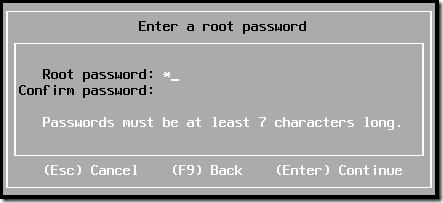 Enter a root password
Root password: *_
Confirm password:
Passwords must be at least 7 characters long.
(Esc) Cancel (F9) Back (Enter) Continue